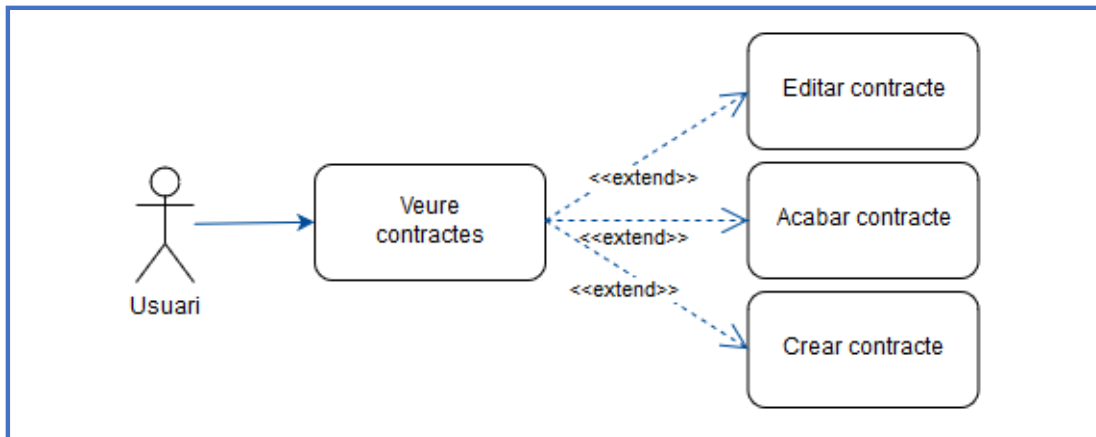 Editar contracte
<<extend>>
Veure
contractes
Acabar contracte
<<extend>>
<<extend>>
Usuari
Crear contracte